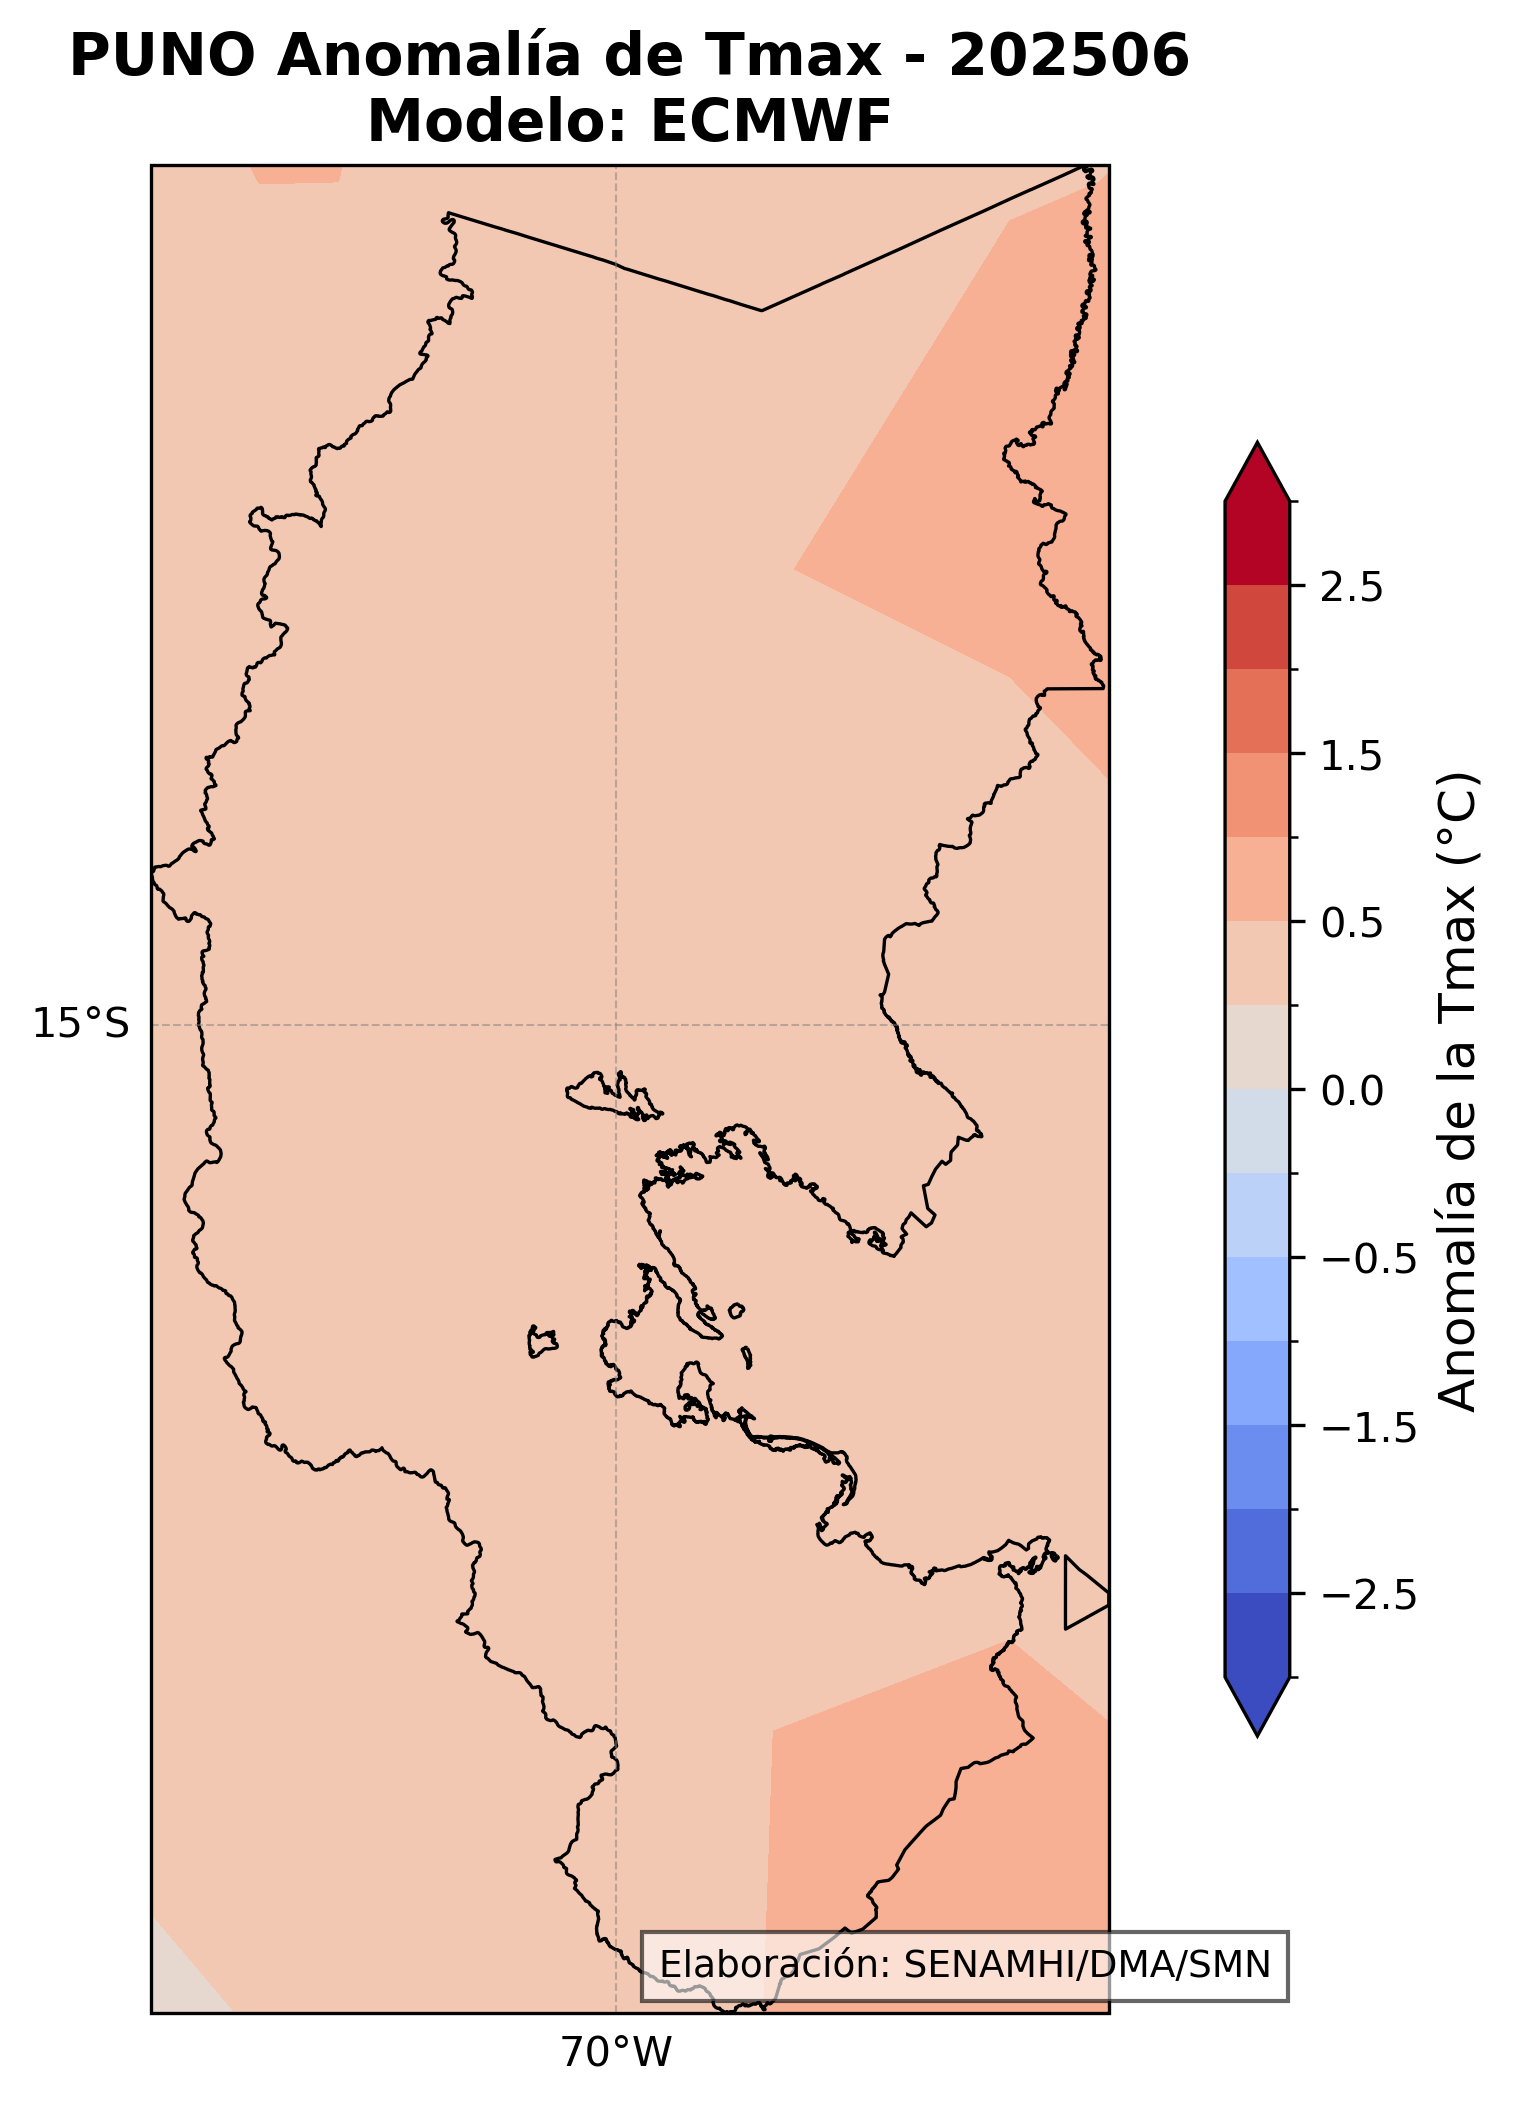 PUNO Anomalía de Tmax - 202506
Modelo: ECMWF
2.5
1.5
0.5
0.0
−0.5
−1.5
−2.5
Anomalía de la Tmax (°C)
15°S
70°W
Elaboración: SENAMHI/DMA/SMN